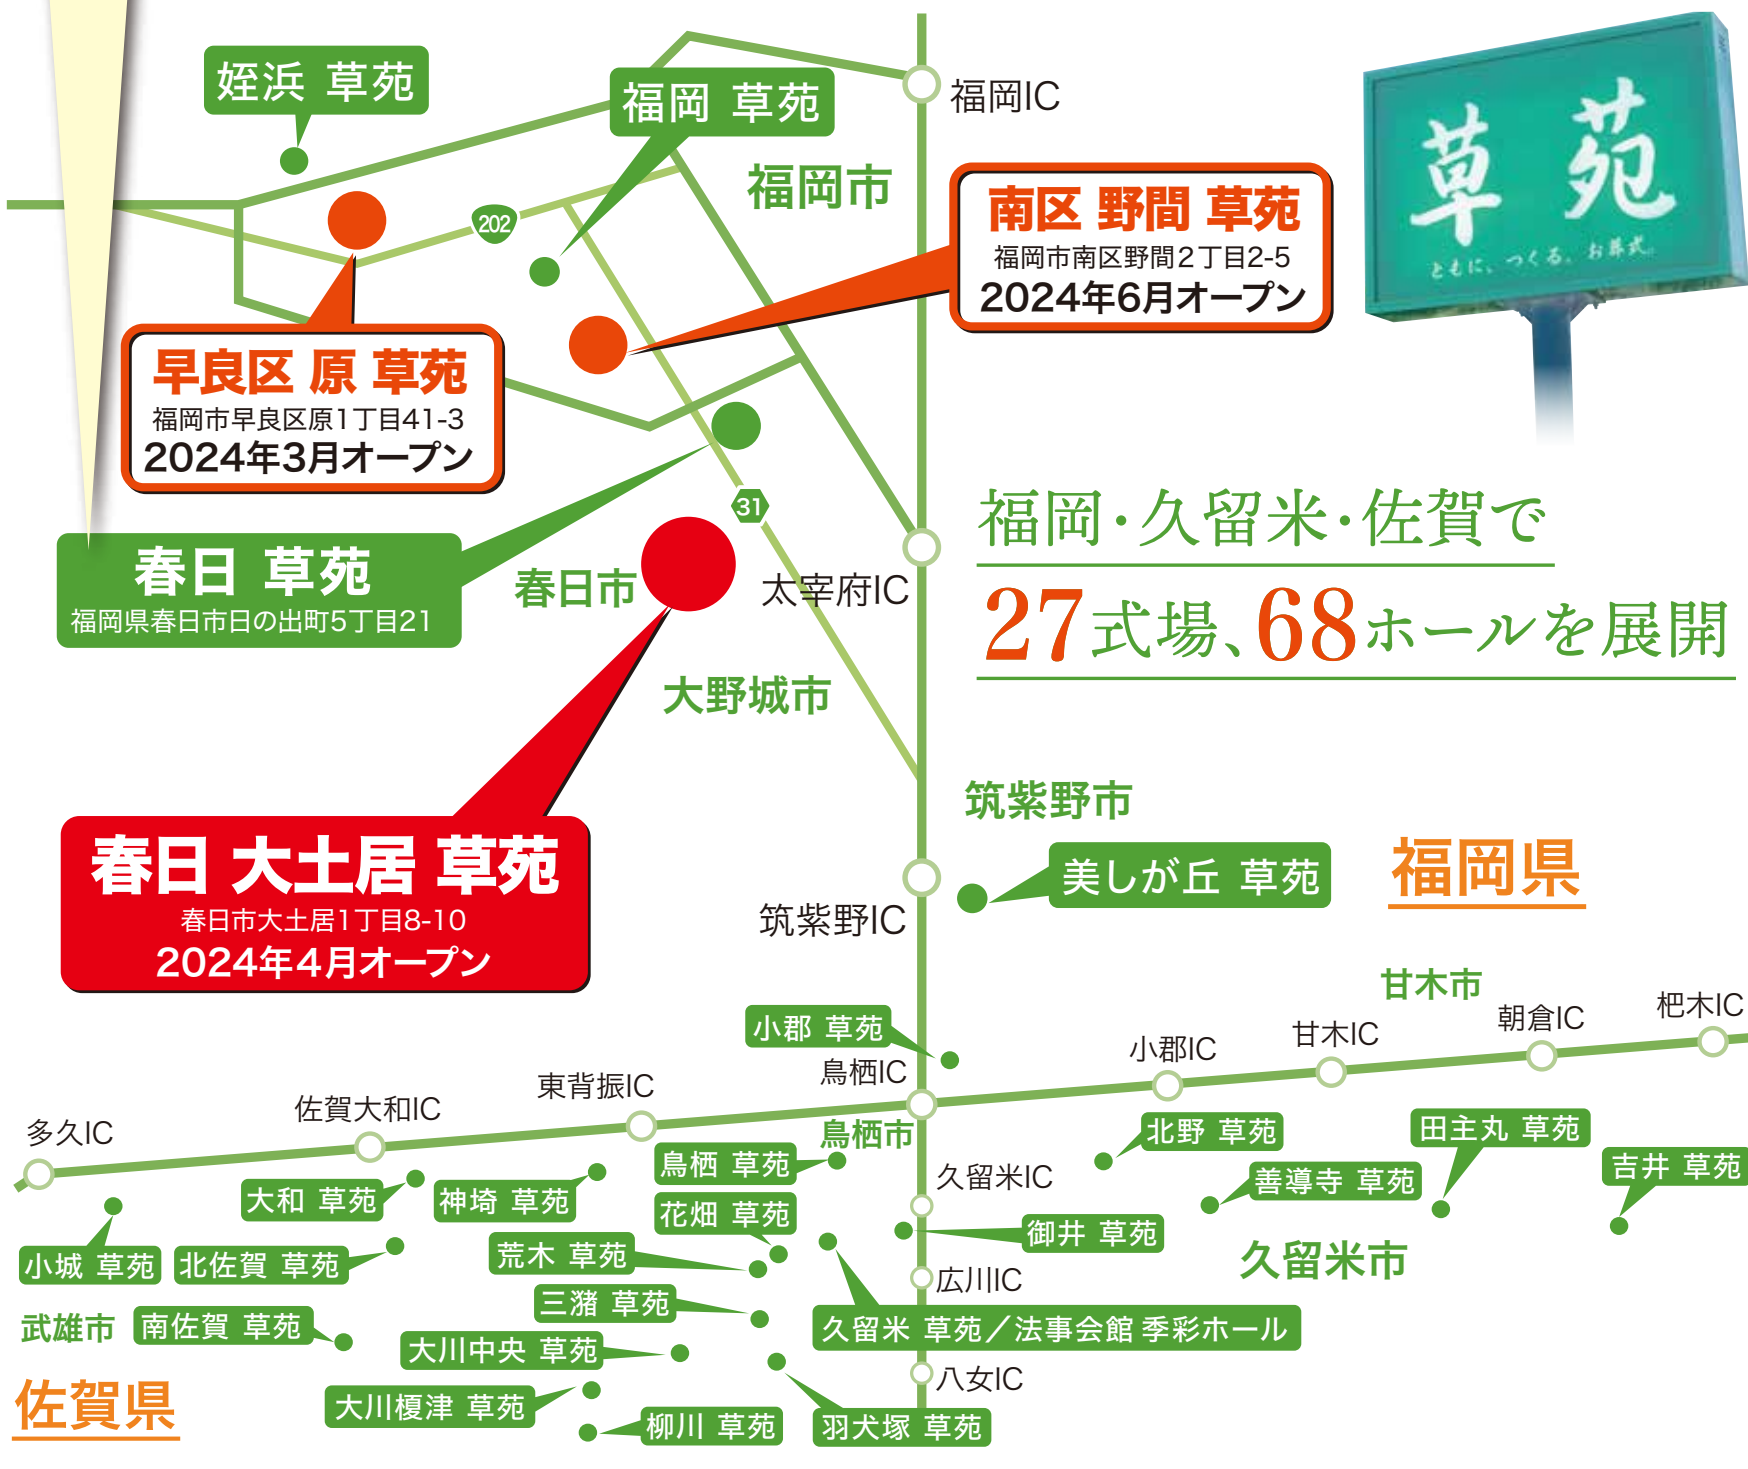 姪浜 草苑
福岡 草苑
福岡IC
福岡市
202
草苑
ともに、つくる、お葬式。
南区 野間 草苑
福岡市南区野間2丁目2-5
2024年6月オープン
早良区 原 草苑
福岡市早良区原1丁目41-3
2024年3月オープン
31
春日 草苑
福岡県春日市日の出町5丁目21
春日市
太宰府IC
福岡・久留米・佐賀で
27式場、68ホールを展開
大野城市
春日 大土居 草苑
春日市大土居1丁目8-10
2024年4月オープン
筑紫野市
美しが丘 草苑
福岡県
筑紫野IC
甘木市
小郡 草苑
鳥栖IC
小郡IC
甘木IC
朝倉IC
杷木IC
多久IC
佐賀大和IC
東背振IC
鳥栖市
鳥栖 草苑
北野 草苑
田主丸 草苑
吉井 草苑
大和 草苑
神埼 草苑
花畑 草苑
久留米IC
善導寺 草苑
御井 草苑
久留米市
小城 草苑
北佐賀 草苑
荒木 草苑
広川IC
三潴 草苑
武雄市
南佐賀 草苑
大川中央 草苑
久留米 草苑／法事会館 季彩ホール
八女IC
佐賀県
大川榎津 草苑
柳川 草苑
羽犬塚 草苑